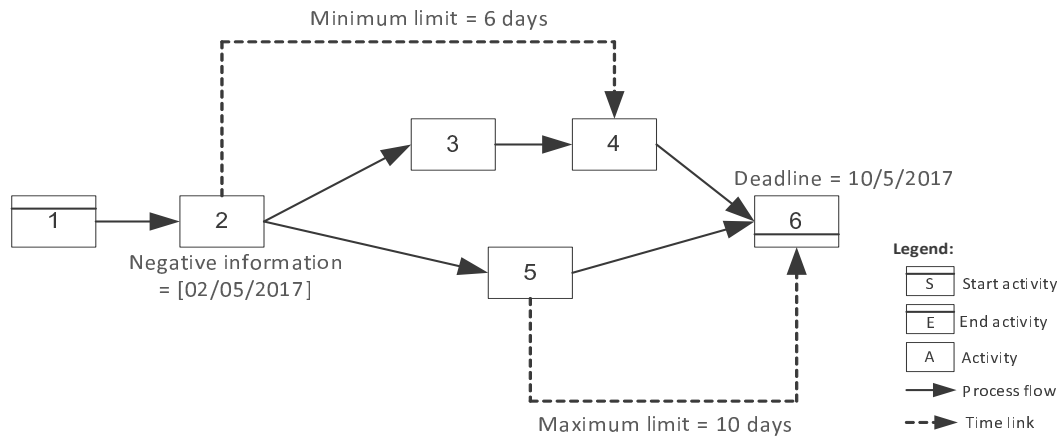 Minimum limit = 6 days
3
4
Deadline = 10/5/2017
1
2
6
Negative information
= [02/05/2017]
5
Legend:
S Start activity
E End activity
A Activity
Process flow
Time link
Maximum limit = 10 days